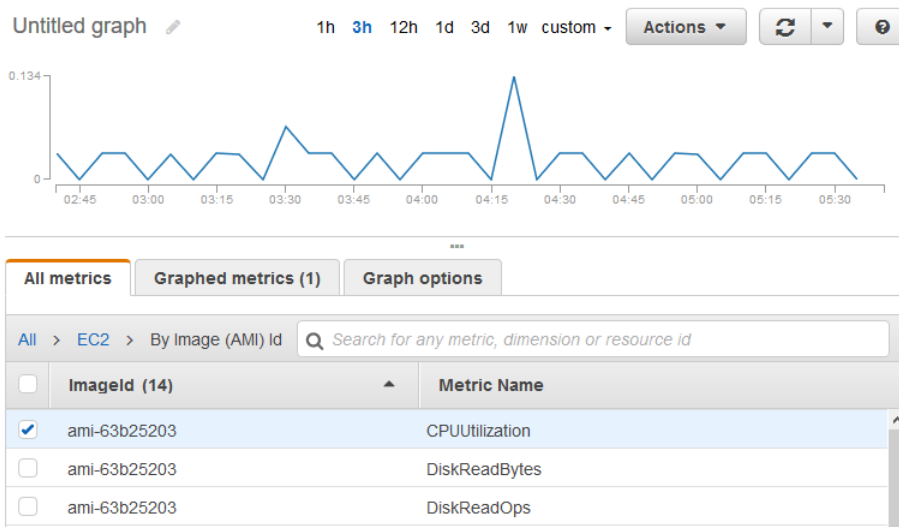 Untitled graph 1h 3h 12h 1d 3d 1w custom Actions
0.134
0
02:45 03:00 03:15 03:30 03:45 04:00 04:15 04:30 04:45 05:00 05:15 05:30
All metrics Graphed metrics (1) Graph options
All > EC2 > By Image (AMI) Id Search for any metric, dimension or resource id
ImageId (14) Metric Name
ami-63b25203 CPUUtilization
ami-63b25203 DiskReadBytes
ami-63b25203 DiskReadOps